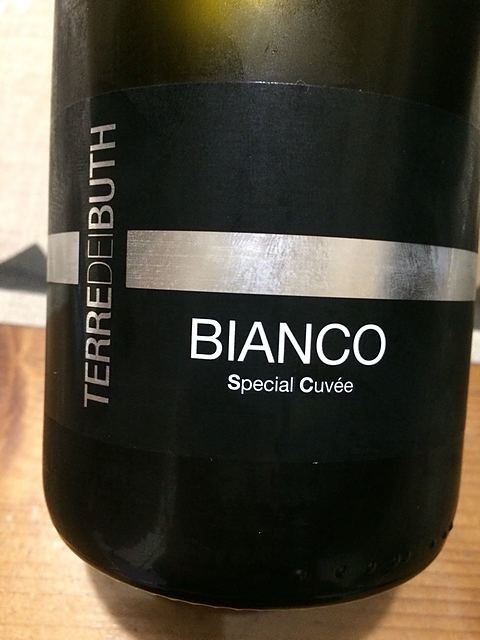 TERREDEIBUTH
BIANCO
Special Cuvée